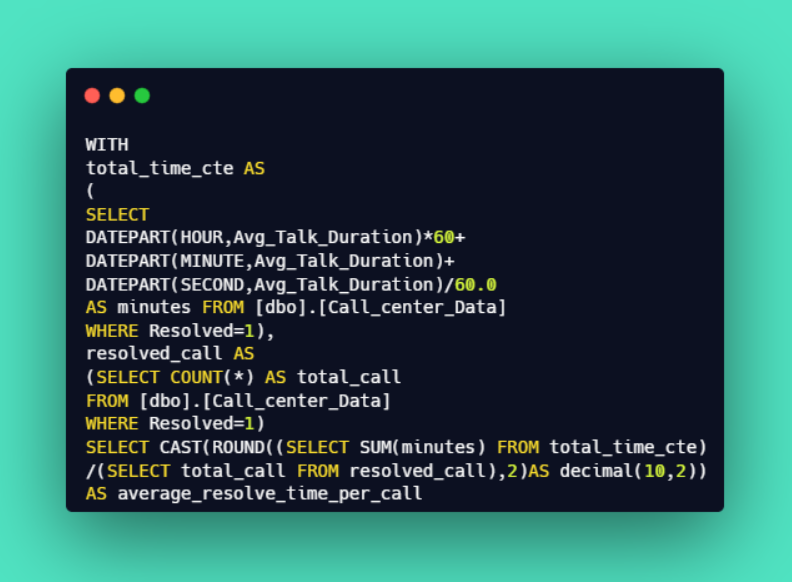 WITH
total_time_cte AS
(
SELECT
DATEPART(HOUR,Avg_Talk_Duration)*60+
DATEPART(MINUTE,Avg_Talk_Duration)+
DATEPART(SECOND,Avg_Talk_Duration)/60.0
AS minutes FROM [dbo].[Call_center_Data]
WHERE Resolved=1),
resolved_call AS
(SELECT COUNT(*) AS total_call
FROM [dbo].[Call_center_Data]
WHERE Resolved=1)
SELECT CAST(ROUND((SELECT SUM(minutes) FROM total_time_cte)
/(SELECT total_call FROM resolved_call),2)AS decimal(10,2))
AS average_resolve_time_per_call